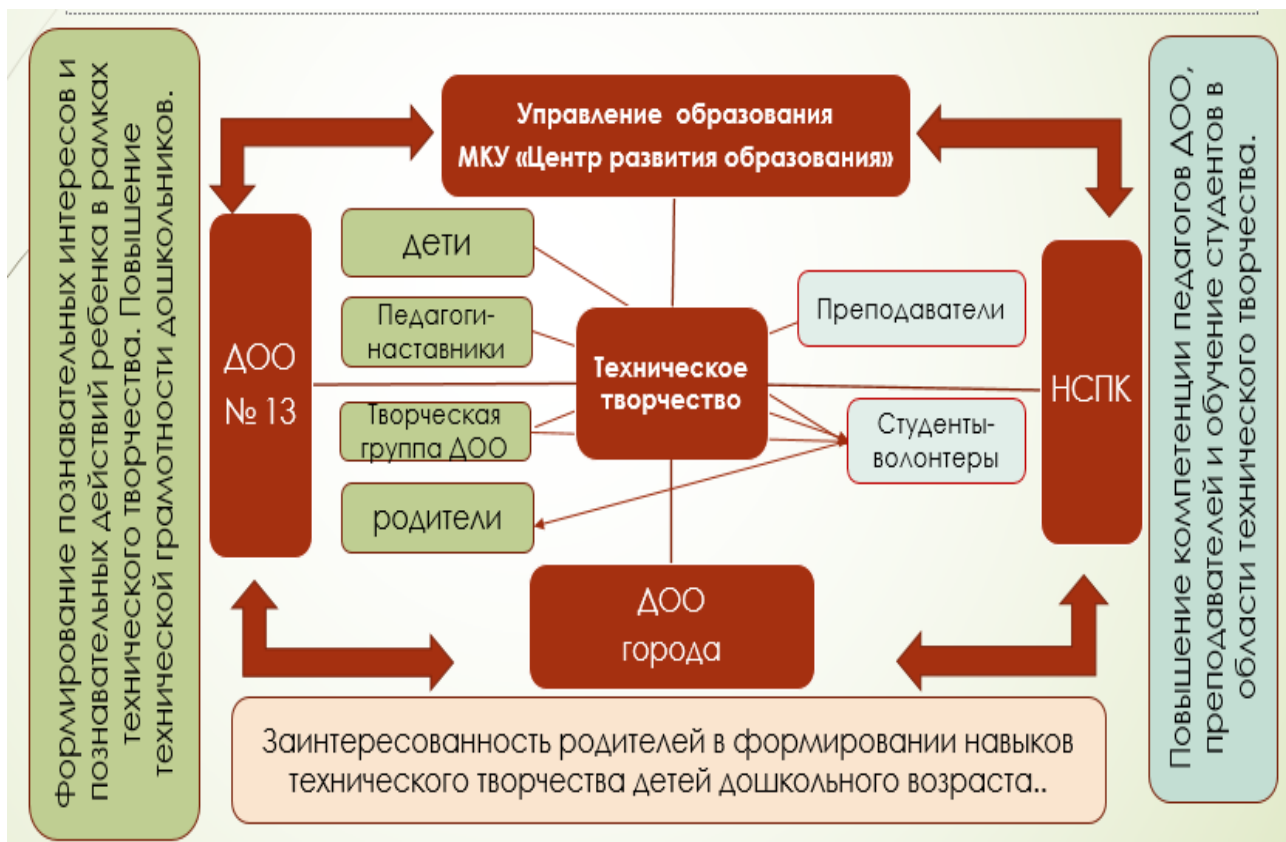 Формирование познавательных интересов и
познавательных действий ребенка в рамках
технического творчества. Повышение
технической грамотности дошкольников.
Управление образования
МКУ «Центр развития образования»
ДОО
№ 13
дети
Педагоги-
наставники
Творческая
группа ДОО
родители
Техническое
творчество
Преподаватели
Студенты-
волонтеры
НСПК
ДОО
города
Заинтересованность родителей в формировании навыков
технического творчества детей дошкольного возраста..
Повышение компетенции педагогов ДОО,
преподавателей и обучение студентов в
области технического творчества.